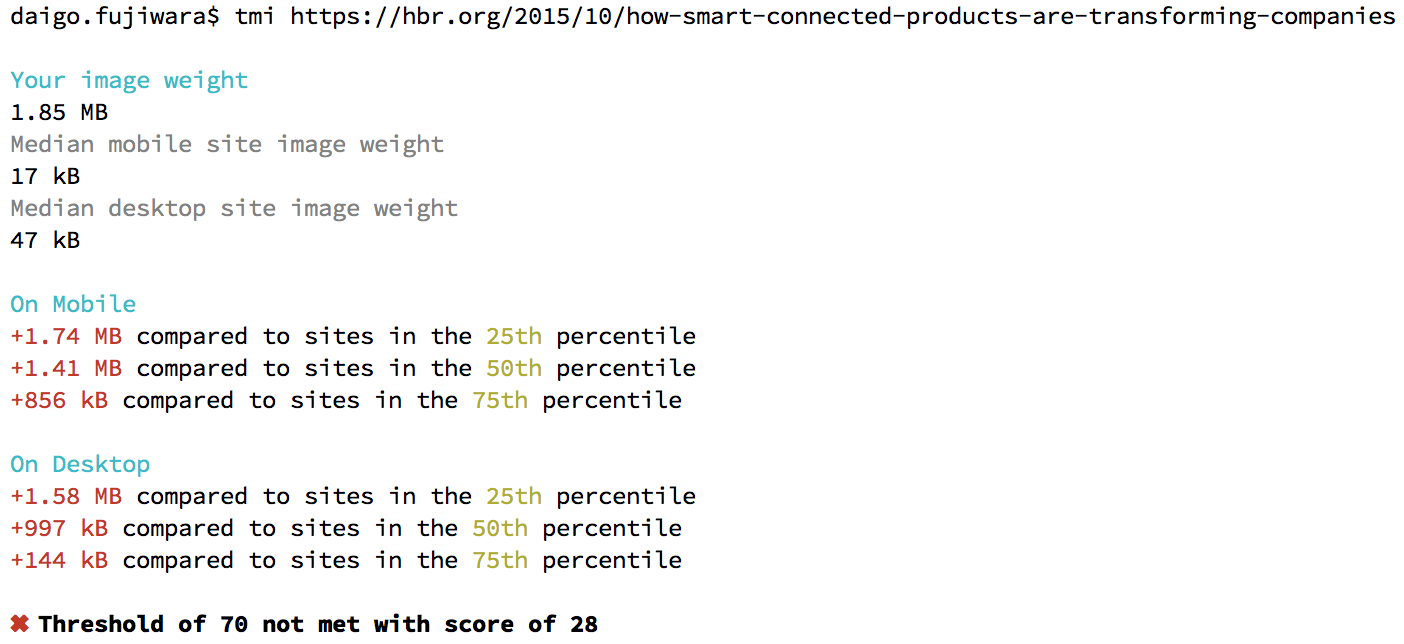 daigo.fujiwara$ tmi https://hbr.org/2015/10/how-smart-connected-products-are-transforming-companies
Your image weight
1.85 MB
Median mobile site image weight
17 kB
Median desktop site image weight
47 kB
On Mobile
+1.74 MB compared to sites in the 25th percentile
+1.41 MB compared to sites in the 50th percentile
+856 kB compared to sites in the 75th percentile
On Desktop
+1.58 MB compared to sites in the 25th percentile
+997 kB compared to sites in the 50th percentile
+144 kB compared to sites in the 75th percentile
✖ Threshold of 70 not met with score of 28